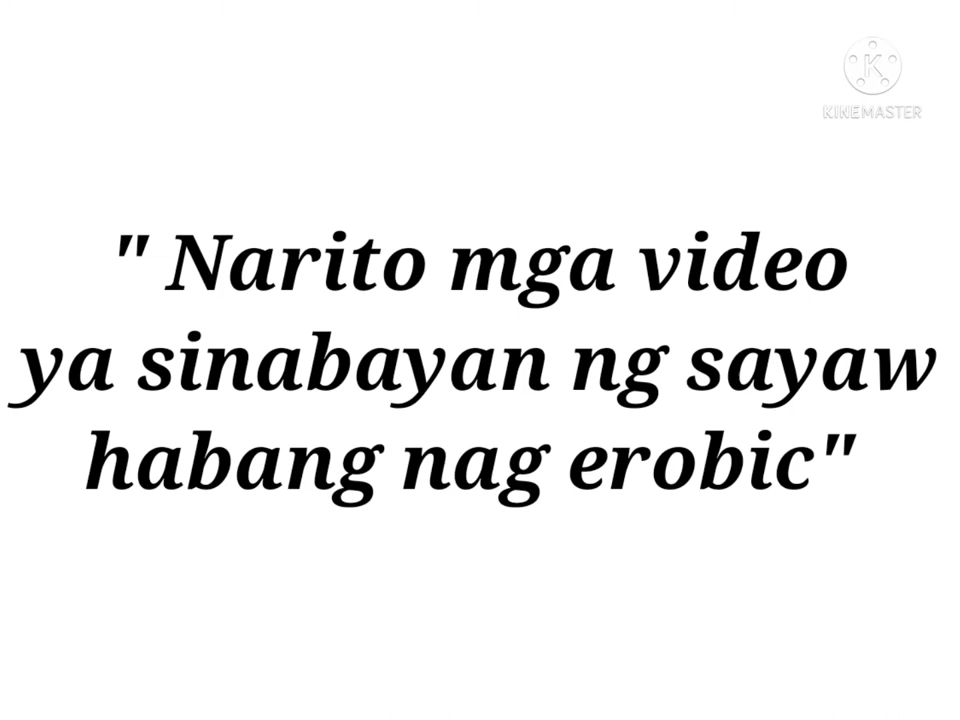 KINEMASTER
" Narito mga video
ya sinabayan ng sayaw
habang nag erobic"